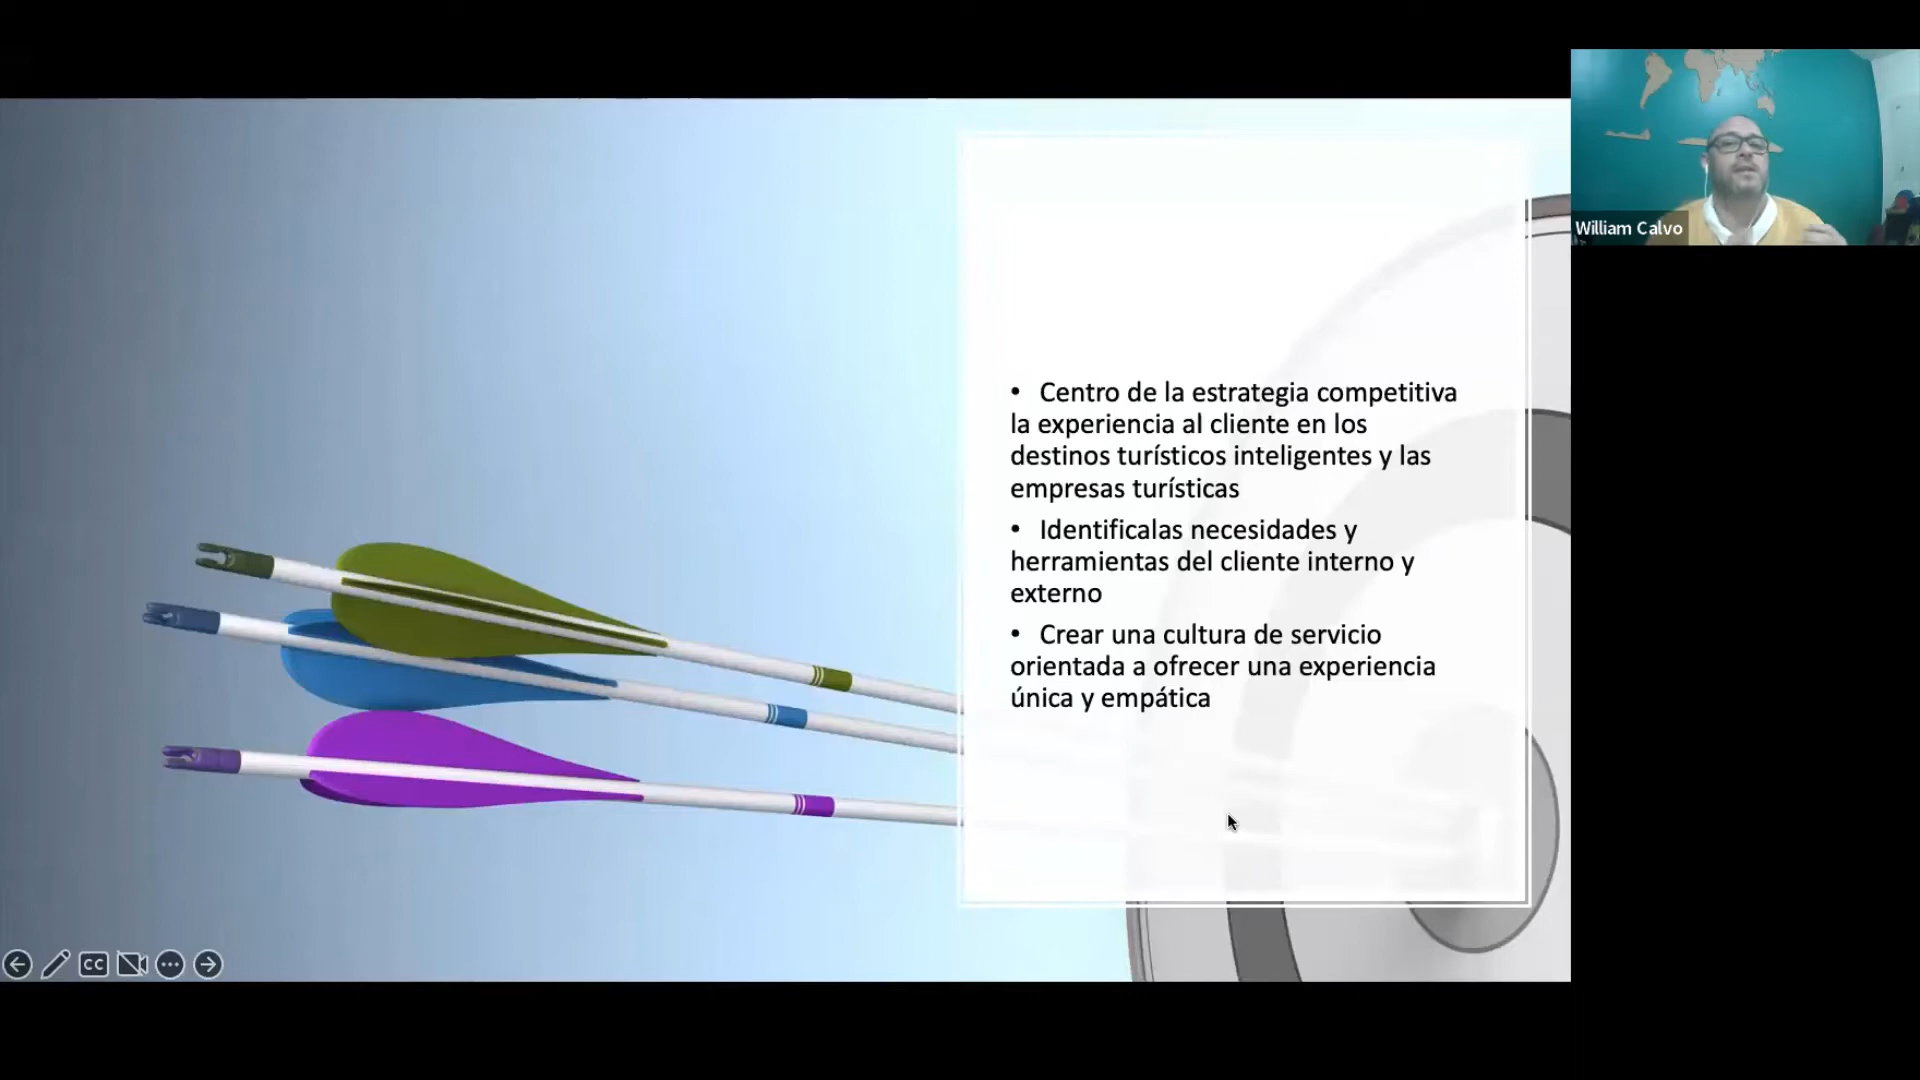 • Centro de la estrategia competitiva
la experiencia al cliente en los
destinos turísticos inteligentes y las
empresas turísticas
• Identificalas necesidades y
herramientas del cliente interno y
externo
• Crear una cultura de servicio
orientada a ofrecer una experiencia
única y empática
William Calvo
CC